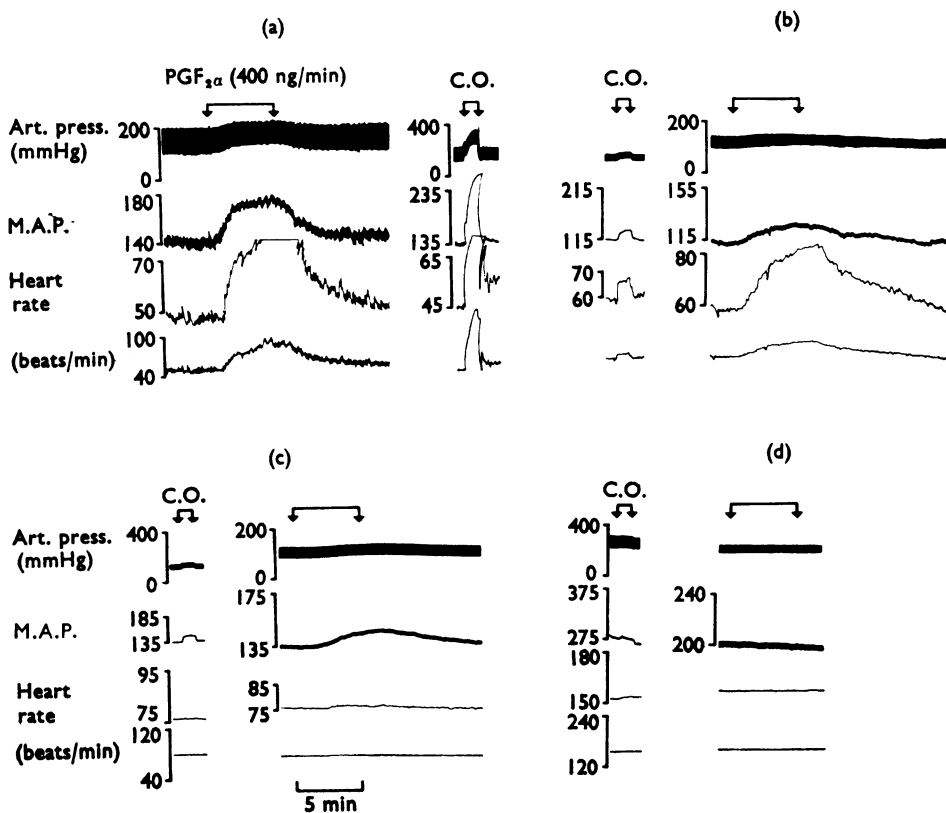 (a)
(b)
PGF₂α (400 ng/min)
C.O.
C.O.
Art. press.
(mmHg)
200
0
400
0
200
0
M.A.P.
180
140
235
135
215
115
155
115
Heart
rate
70
50
65
45
70
60
80
60
(beats/min)
100
40
(c)
(d)
C.O.
C.O.
Art. press.
(mmHg)
400
0
200
0
400
0
M.A.P.
185
135
175
135
375
275
240
200
Heart
rate
95
75
85
75
180
150
(beats/min)
120
40
240
120
5 min